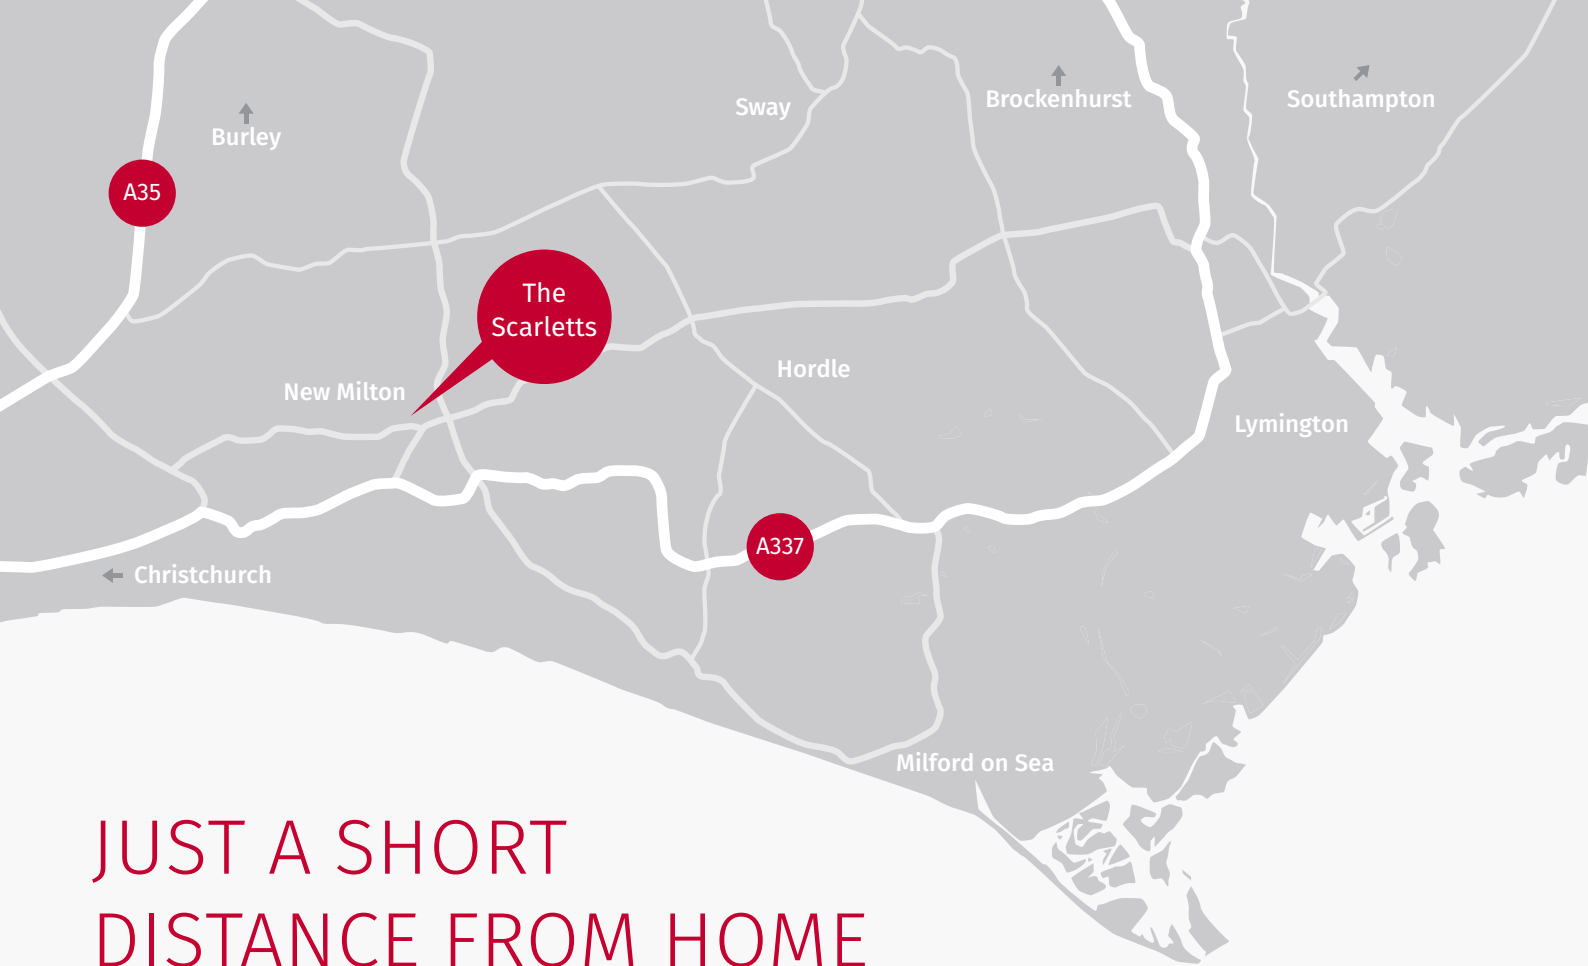 Sway
Brockenhurst
Southampton
Burley
A35
The
Scarletts
Hordle
New Milton
Lymington
A337
Christchurch
Milford on Sea
JUST A SHORT
DISTANCE FROM HOME